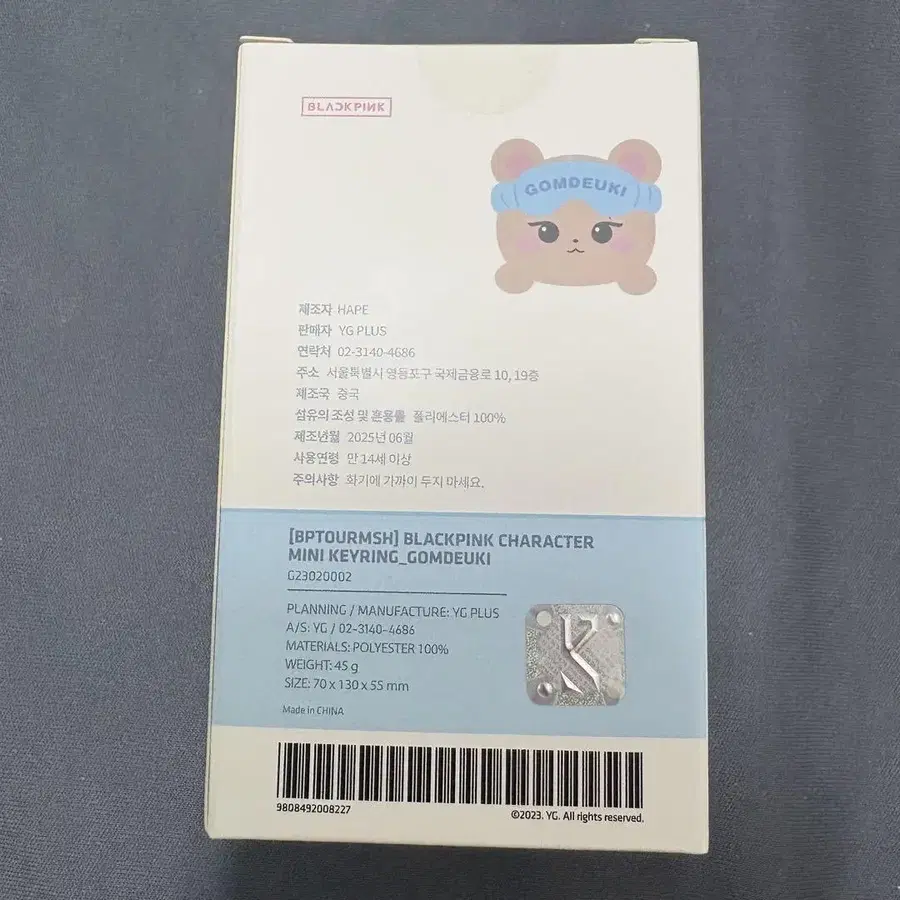 BLACKPINK
GOMDEUKI
제조자 HAPE
판매자 YG PLUS
연락처 02-3140-4686
주소 서울특별시 영등포구 국제금융로 10, 19층
제조국 중국
섬유의 조성 및 혼용률 폴리에스터 100%
제조년월 2025년 06월
사용연령 만 14세 이상
주의사항 화기에 가까이 두지 마세요.
[BPTOURMSH] BLACKPINK CHARACTER
MINI KEYRING_GOMDEUKI
G23020002
PLANNING / MANUFACTURE: YG PLUS
A/S: YG / 02-3140-4686
MATERIALS: POLYESTER 100%
WEIGHT: 45 g
SIZE: 70 x 130 x 55 mm
Made in CHINA
9808492008227
©2023. YG. All rights reserved.